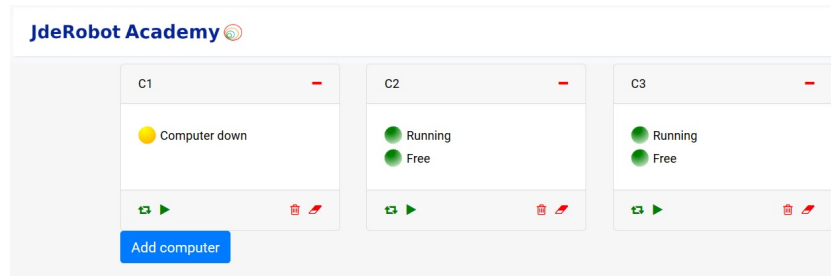 JdeRobot Academy
C1
Computer down
C2
Running
Free
C3
Running
Free
Add computer